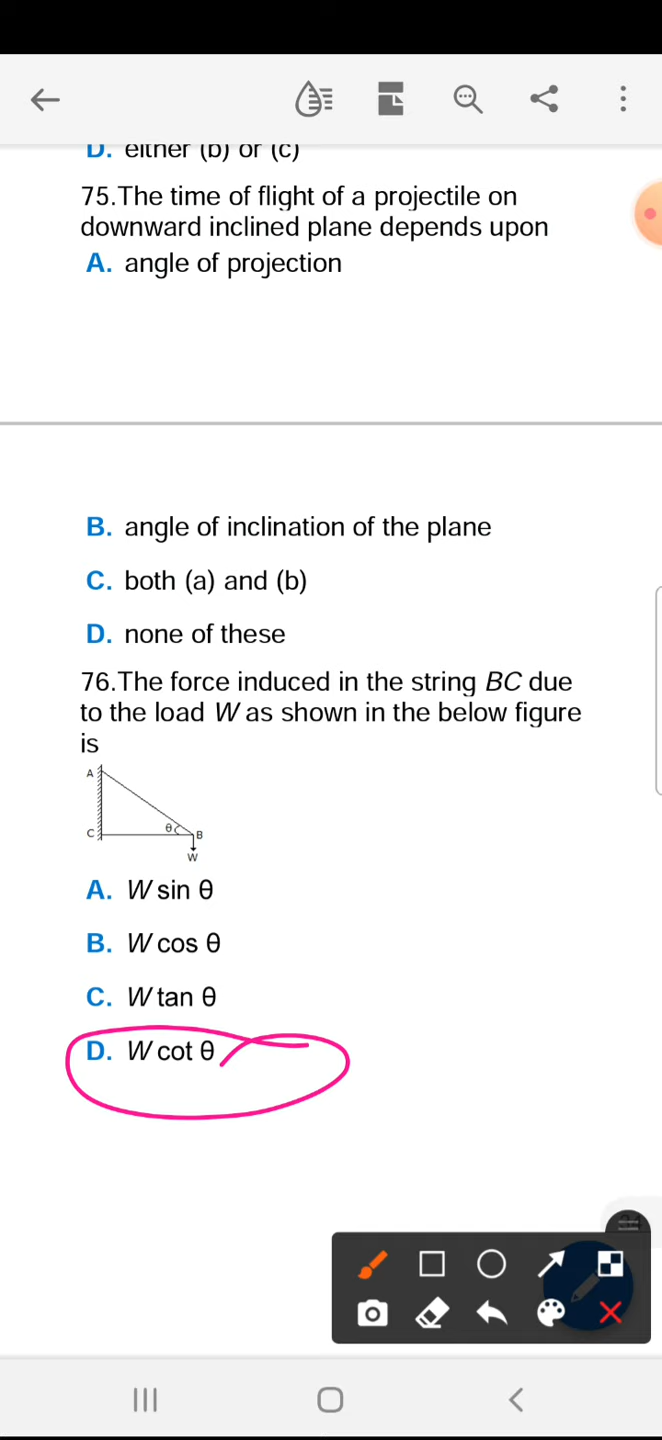 D. either (b) or (c)
75.The time of flight of a projectile on
downward inclined plane depends upon
A. angle of projection
B. angle of inclination of the plane
C. both (a) and (b)
D. none of these
76.The force induced in the string BC due
to the load W as shown in the below figure
is
A
C
θ
B
W
A. W sin θ
B. W cos θ
C. W tan θ
D. W cot θ